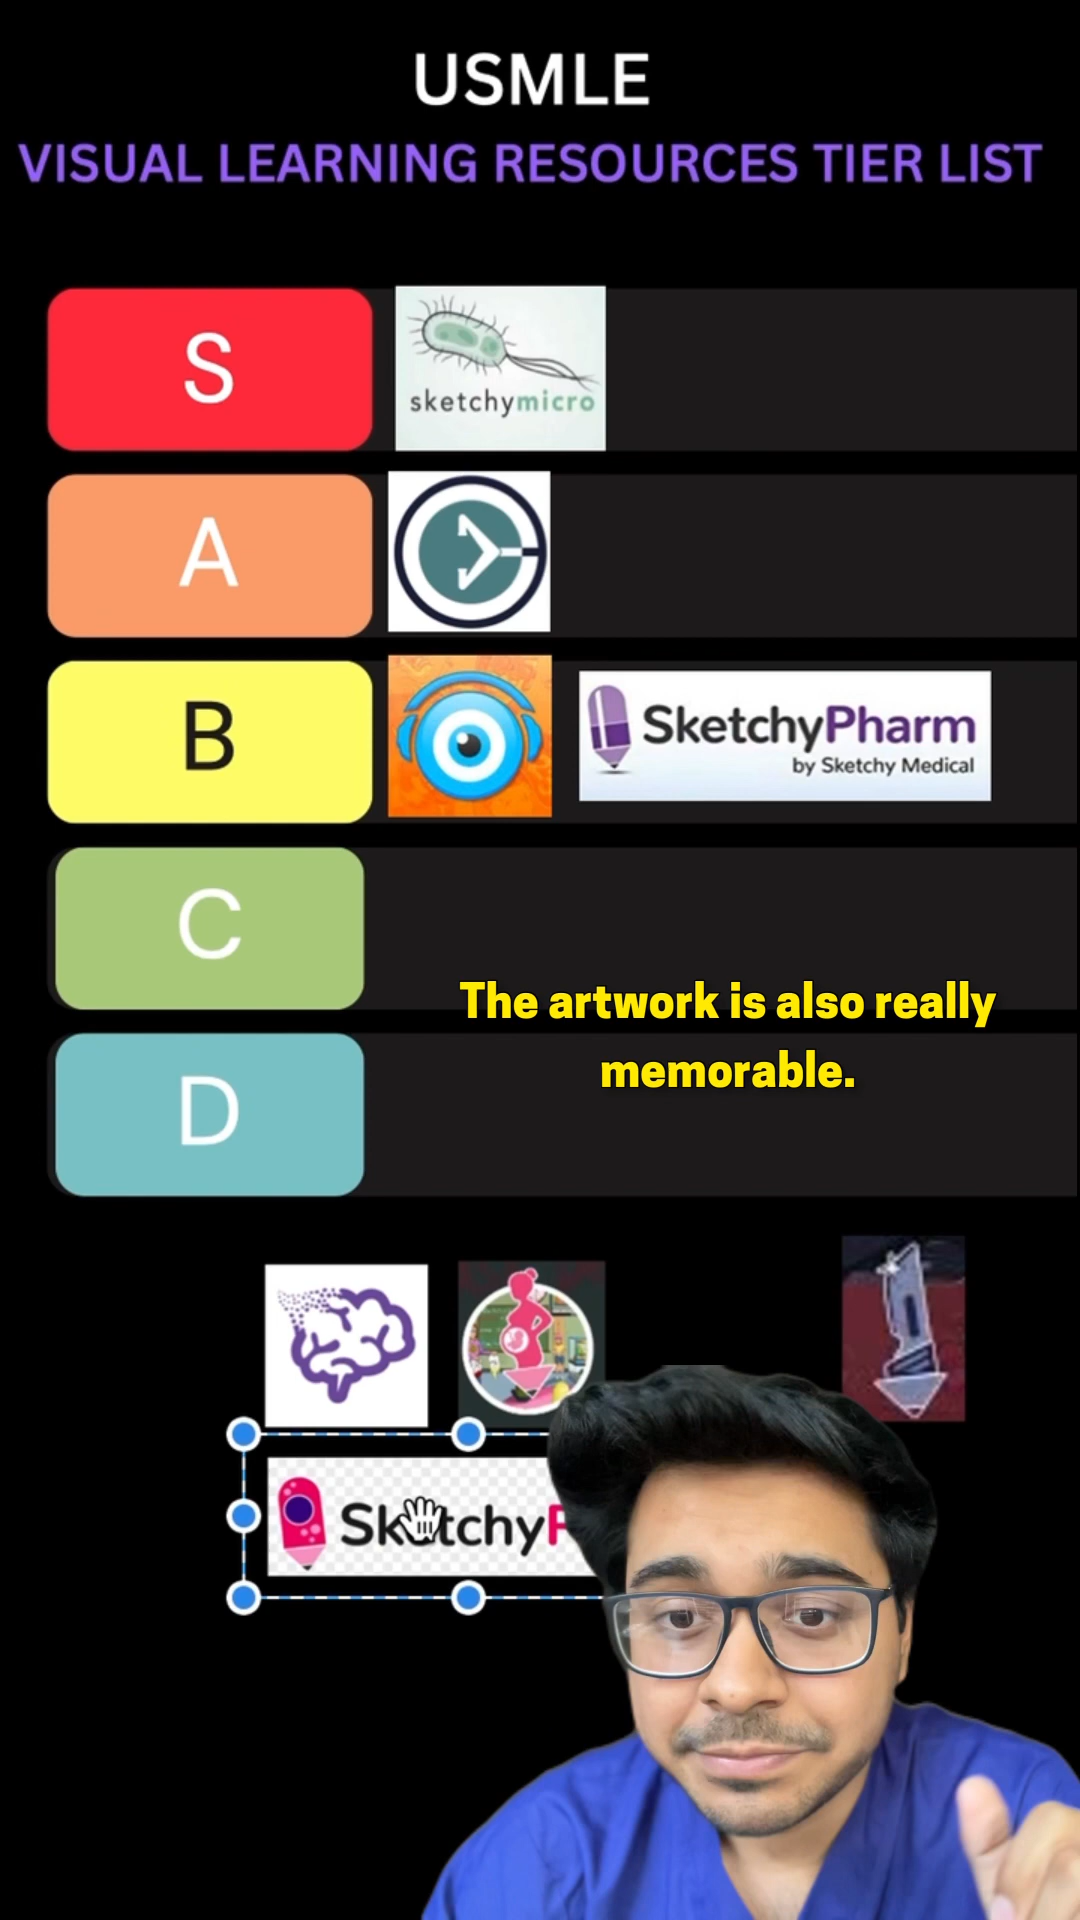 USMLE
VISUAL LEARNING RESOURCES TIER LIST
S
sketchymicro
A
B
SketchyPharm
by Sketchy Medical
C
The artwork is also really
memorable.
D